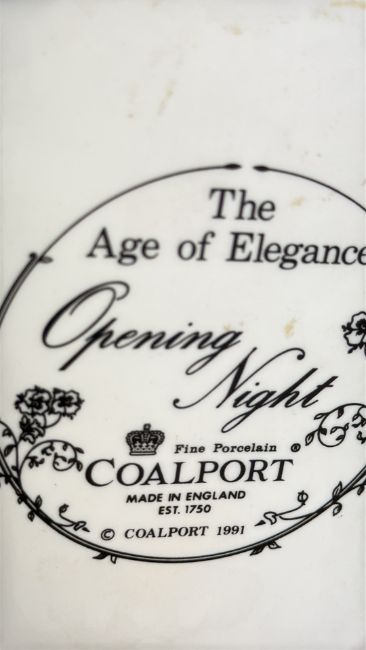 The
Age of Elegance
Opening
Night
Fine Porcelain ®
COALPORT
MADE IN ENGLAND
EST. 1750
© COALPORT 1991